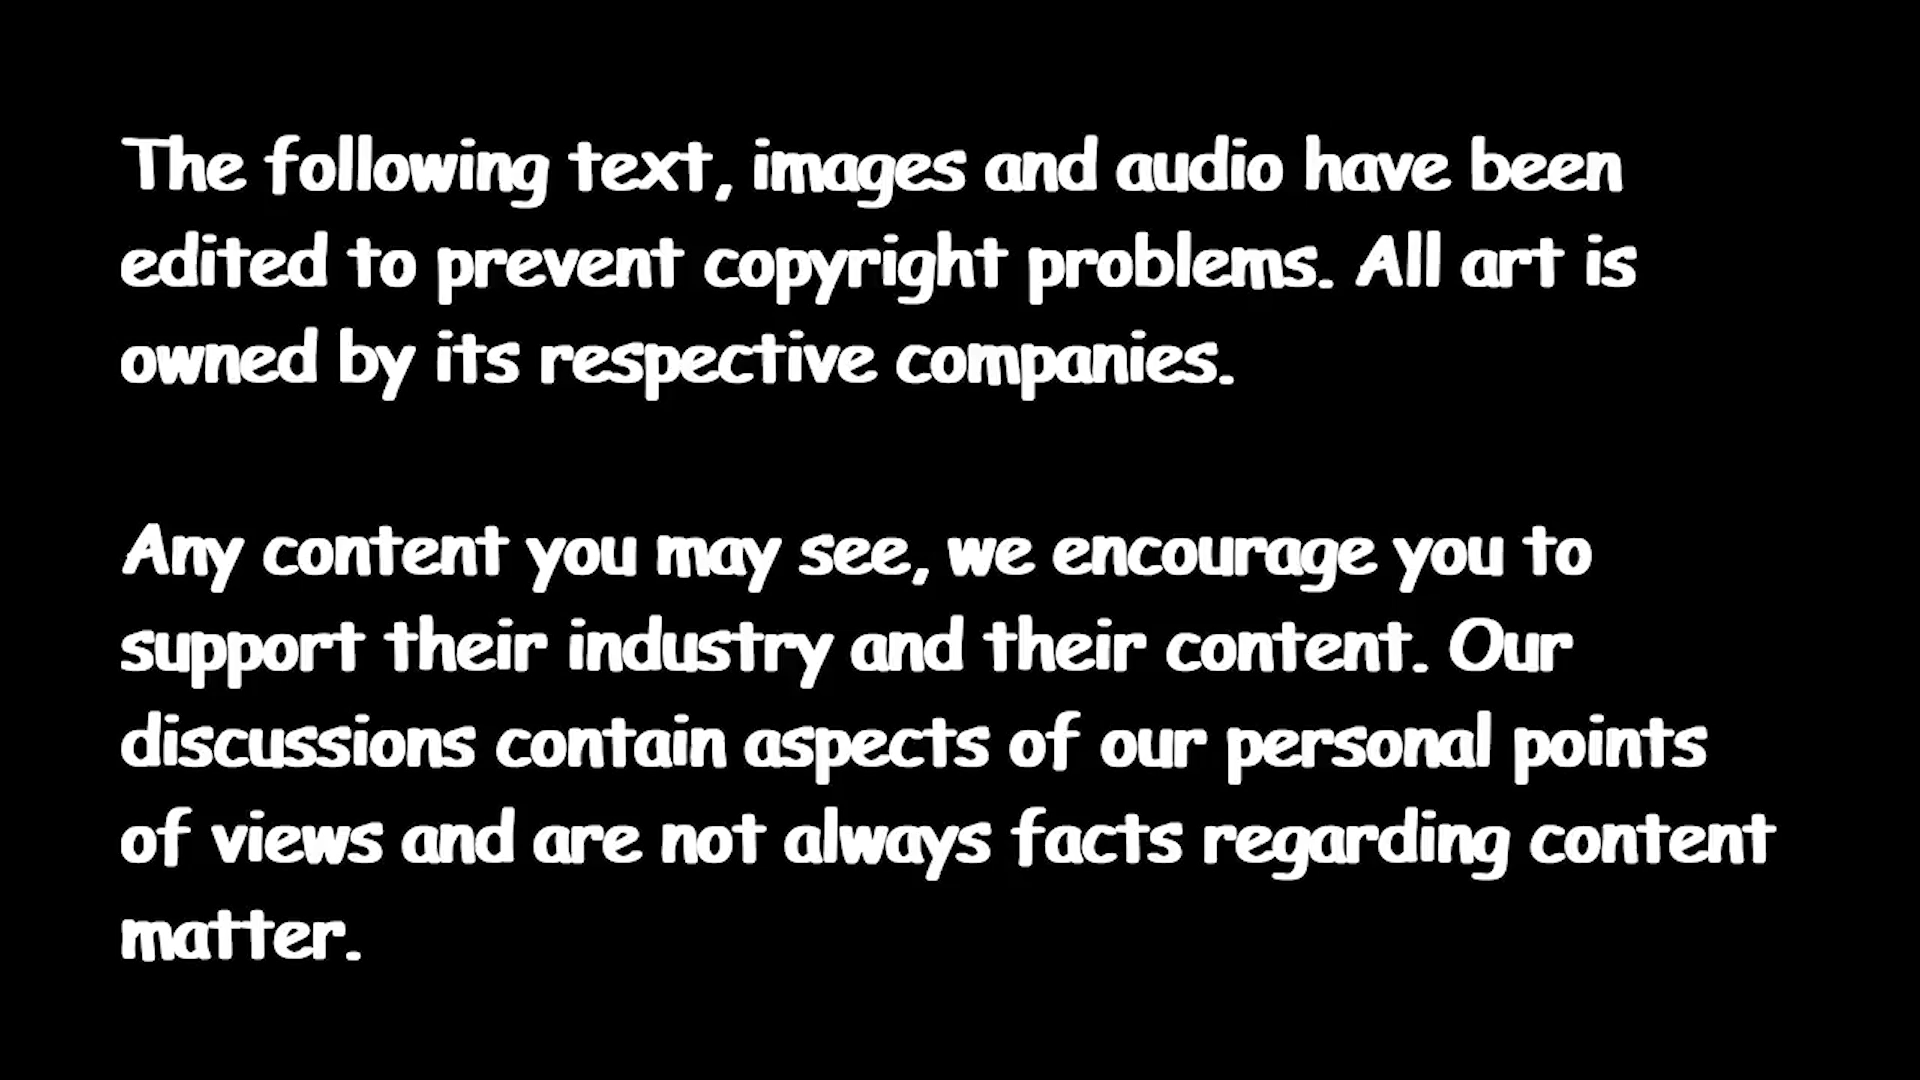 The following text, images and audio have been
edited to prevent copyright problems. All art is
owned by its respective companies.
Any content you may see, we encourage you to
support their industry and their content. Our
discussions contain aspects of our personal points
of views and are not always facts regarding content
matter.